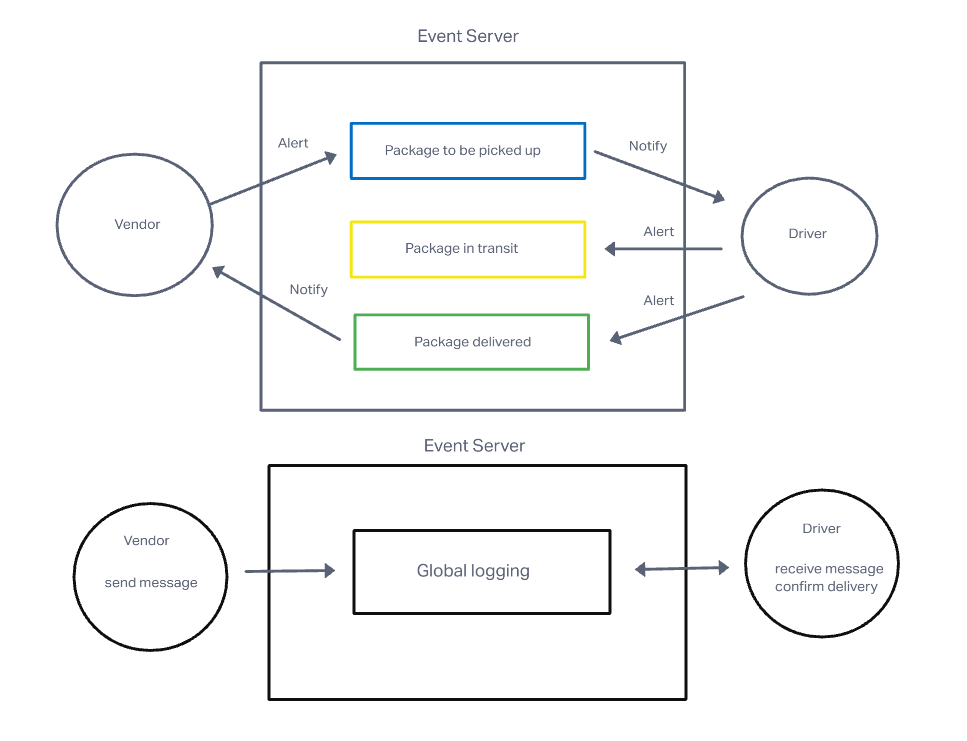 Event Server
Alert
Package to be picked up
Notify
Vendor
Package in transit
Alert
Driver
Notify
Alert
Package delivered
Event Server
Vendor
send message
Global logging
Driver
receive message
confirm delivery